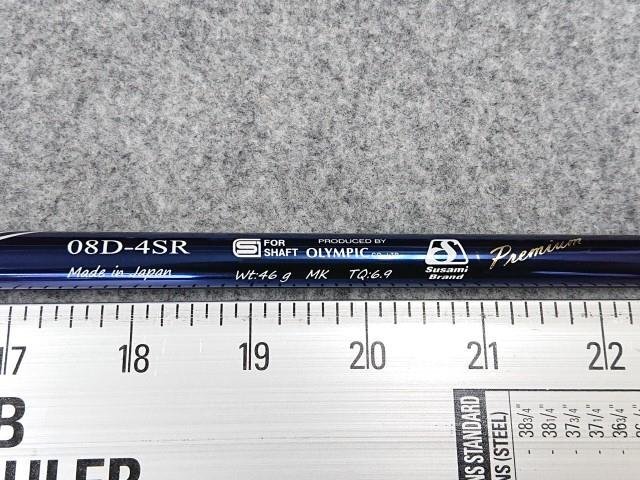 08D-4SR
Made in Japan
FOR
SHAFT
PRODUCED BY
OLYMPIC CO.,LTD.
Wt:46 g MK TQ:6.9
Susami
Brand
Premium
17 18 19 20 21 22
B
NS STANDARD
NS (STEEL)
38 3/4
38 1/4
37 3/4
37 1/4
36 3/4